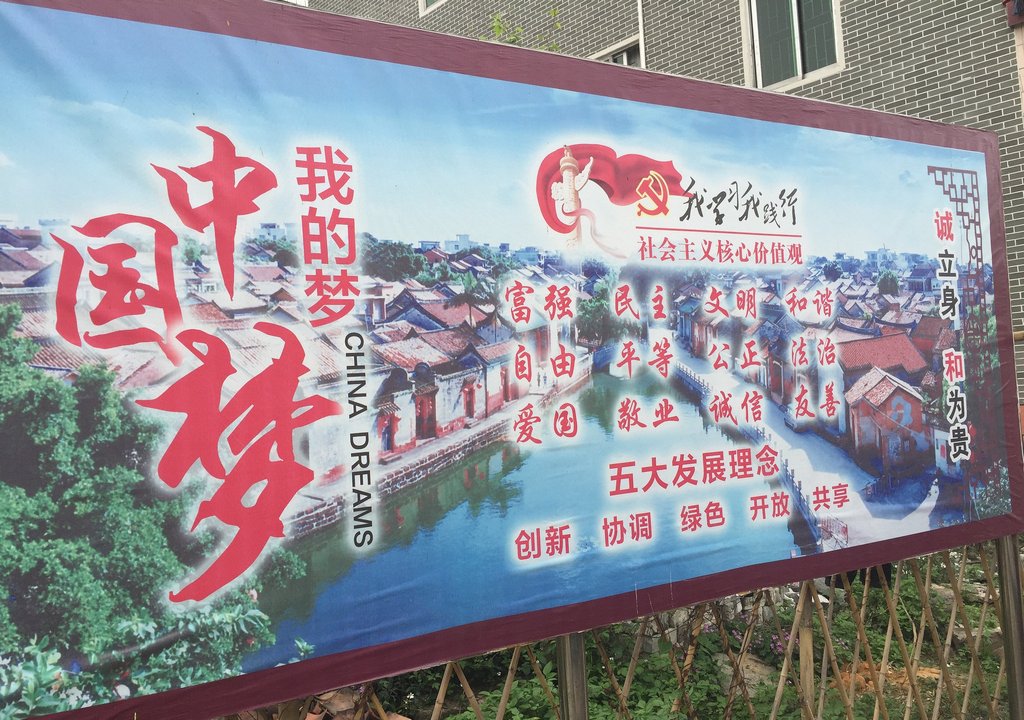 中国梦
我的梦
CHINA DREAMS
我学习我践行
社会主义核心价值观
富强 民主 文明 和谐
自由 平等 公正 法治
爱国 敬业 诚信 友善
五大发展理念
创新 协调 绿色 开放 共享
诚立身 和为贵